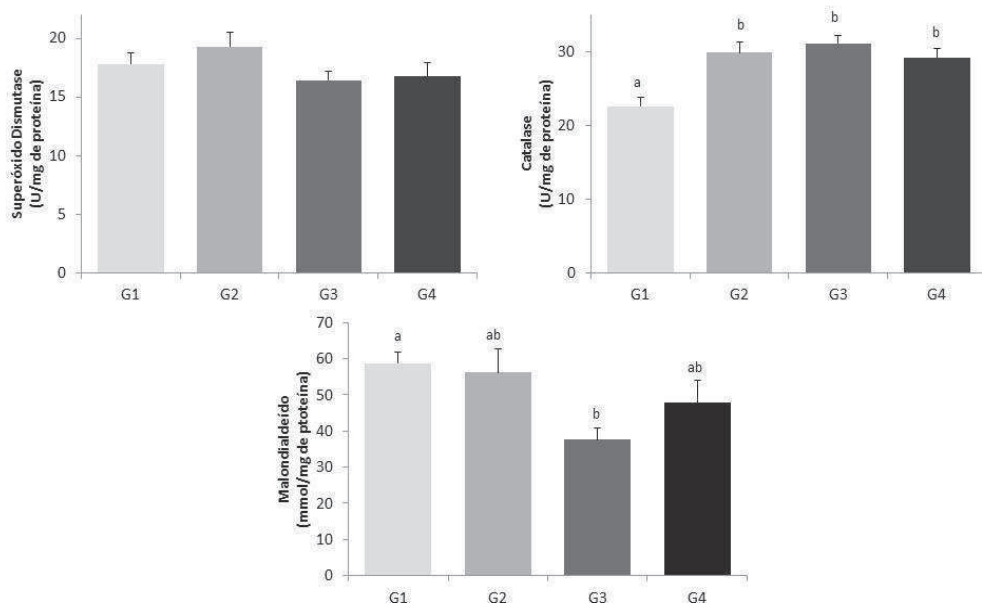 Superóxido Dismutase
(U/mg de proteína)
20
15
10
5
0
G1 G2 G3 G4
Catalase
(U/mg de proteína)
30
20
10
0
a
b
b
b
G1 G2 G3 G4
Malondialdeído
(mmol/mg de ptoteína)
70
60
50
40
30
20
10
0
a
ab
b
ab
G1 G2 G3 G4